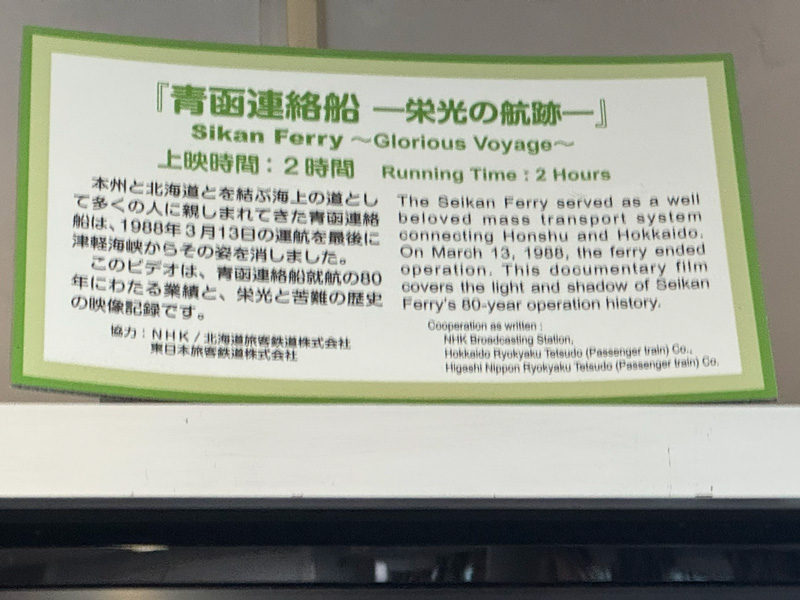 『青函連絡船 ―栄光の航跡―』
Sikan Ferry ～Glorious Voyage～
上映時間：２時間 Running Time : 2 Hours
本州と北海道とを結ぶ海上の道とし
て多くの人に親しまれてきた青函連絡
船は、1988年３月13日の運航を最後に
津軽海峡からその姿を消しました。
このビデオは、青函連絡船就航の80
年にわたる業績と、栄光と苦難の歴史
の映像記録です。
協力：ＮＨＫ / 北海道旅客鉄道株式会社
東日本旅客鉄道株式会社
The Seikan Ferry served as a well
beloved mass transport system
connecting Honshu and Hokkaido.
On March 13, 1988, the ferry ended
operation. This documentary film
covers the light and shadow of Seikan
Ferry's 80-year operation history.
Cooperation as written :
NHK Broadcasting Station,
Hokkaido Ryokyaku Tetsudo (Passenger train) Co.,
Higashi Nippon Ryokyaku Tetsudo (Passenger train) Co.